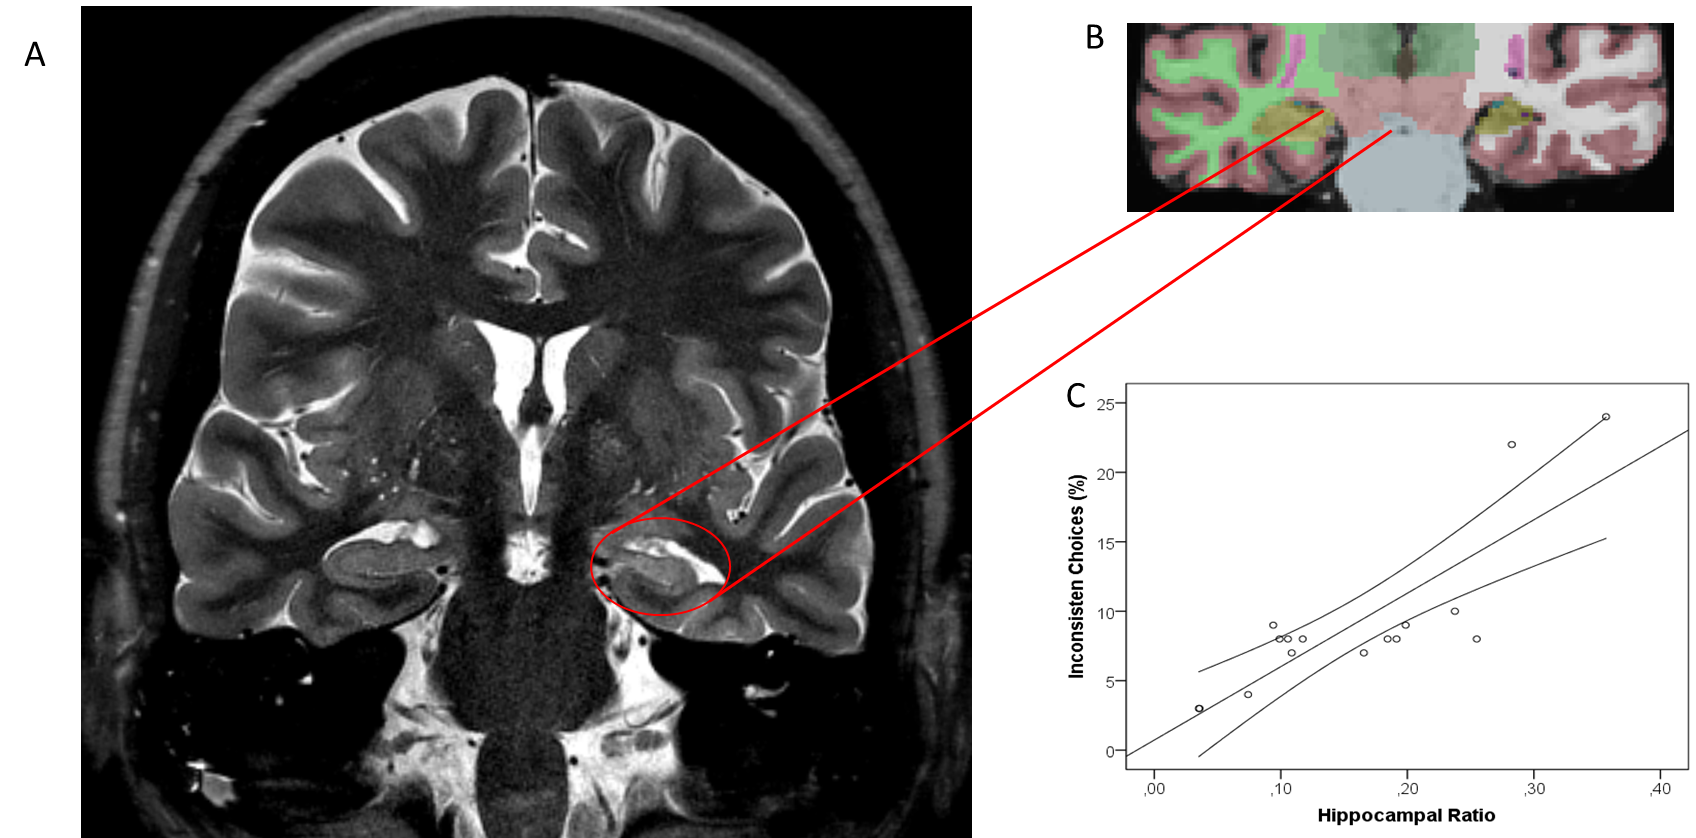 A
B
C
25
20
15
10
5
0
Inconsisten Choices (%)
,00 ,10 ,20 ,30 ,40
Hippocampal Ratio